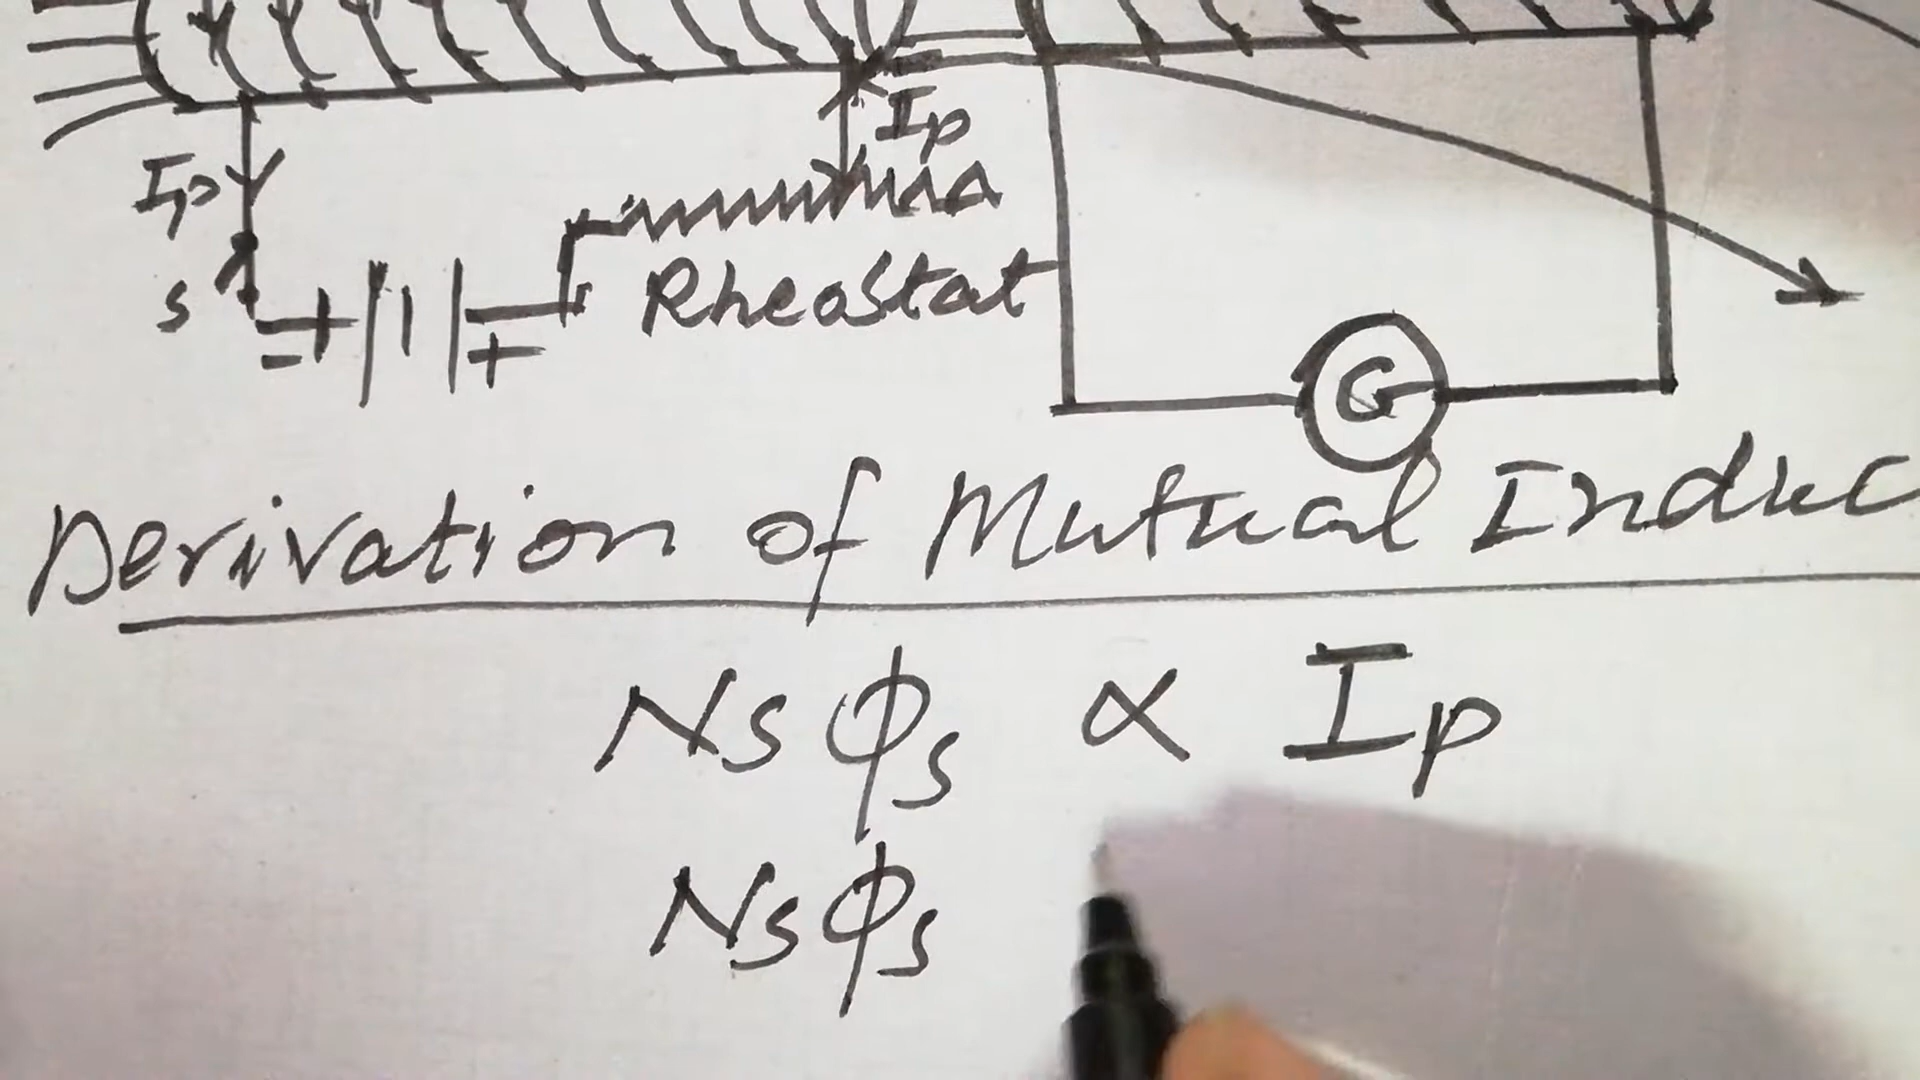 Ip
Ip
S
Rheostat
- +
G
Derivation of Mutual Induc
Nsφs ∝ Ip
Nsφs